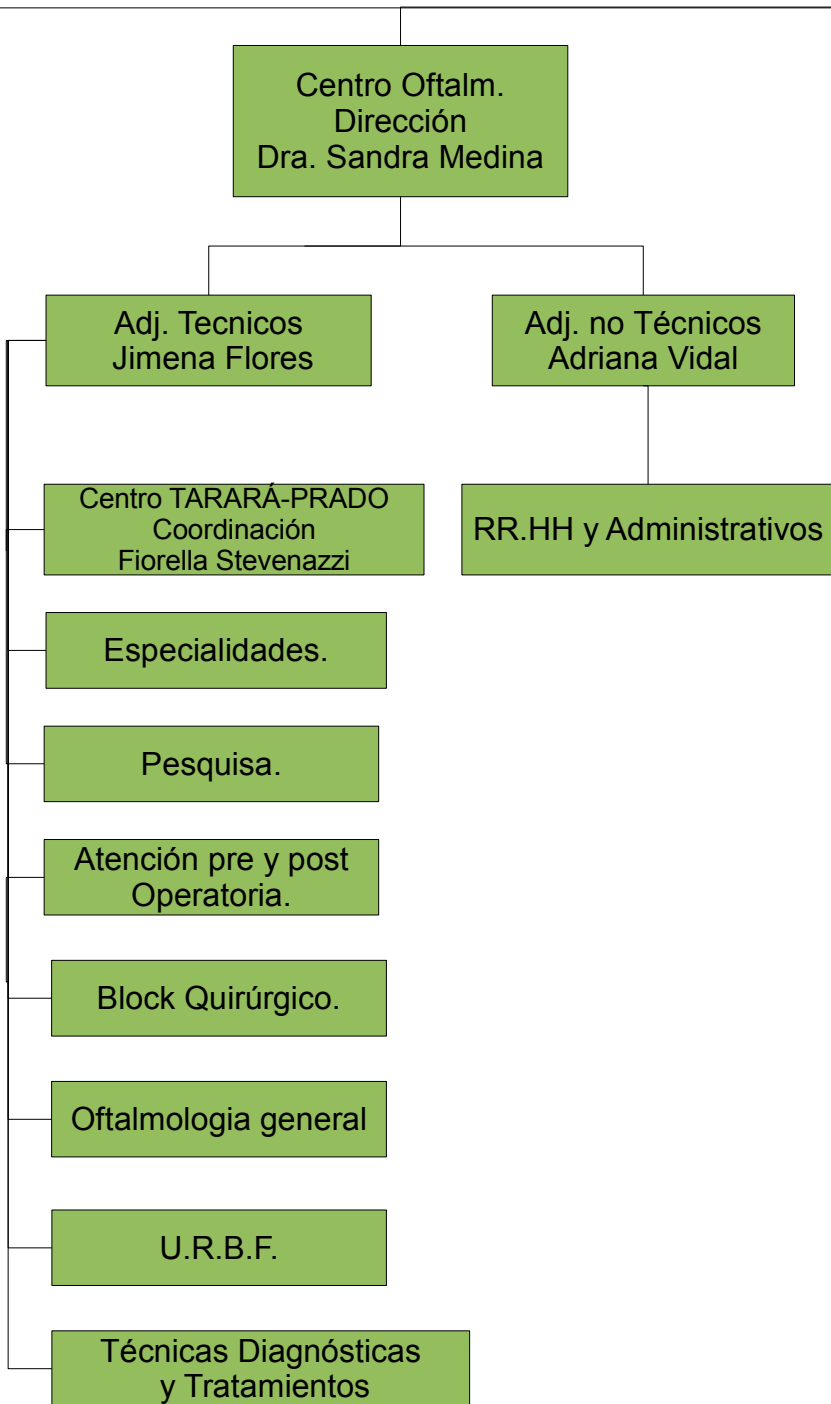 Centro Oftalm.
Dirección
Dra. Sandra Medina
Adj. Tecnicos
Jimena Flores
Adj. no Técnicos
Adriana Vidal
Centro TARARÁ-PRADO
Coordinación
Fiorella Stevenazzi
RR.HH y Administrativos
Especialidades.
Pesquisa.
Atención pre y post
Operatoria.
Block Quirúrgico.
Oftalmologia general
U.R.B.F.
Técnicas Diagnósticas
y Tratamientos